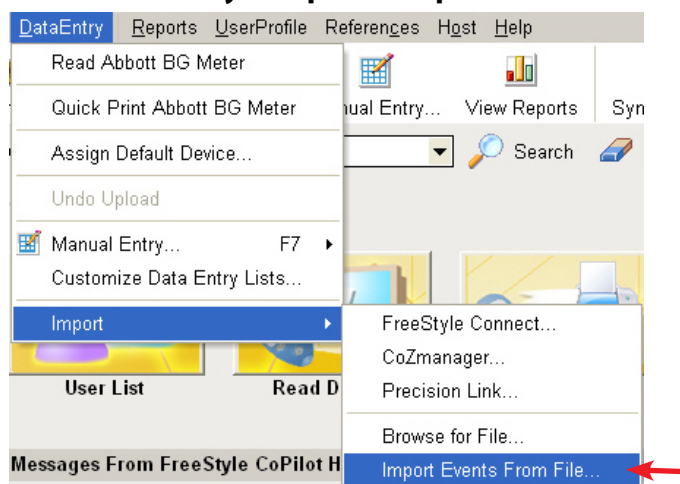 DataEntry Reports UserProfile References Host Help
Read Abbott BG Meter
Quick Print Abbott BG Meter
Entry... View Reports
Assign Default Device...
Search
Undo Upload
Manual Entry... F7
Customize Data Entry Lists...
Import
FreeStyle Connect...
CoZmanager...
Precision Link...
Browse for File...
Import Events From File...
User List
Read D
Messages From FreeStyle CoPilot H